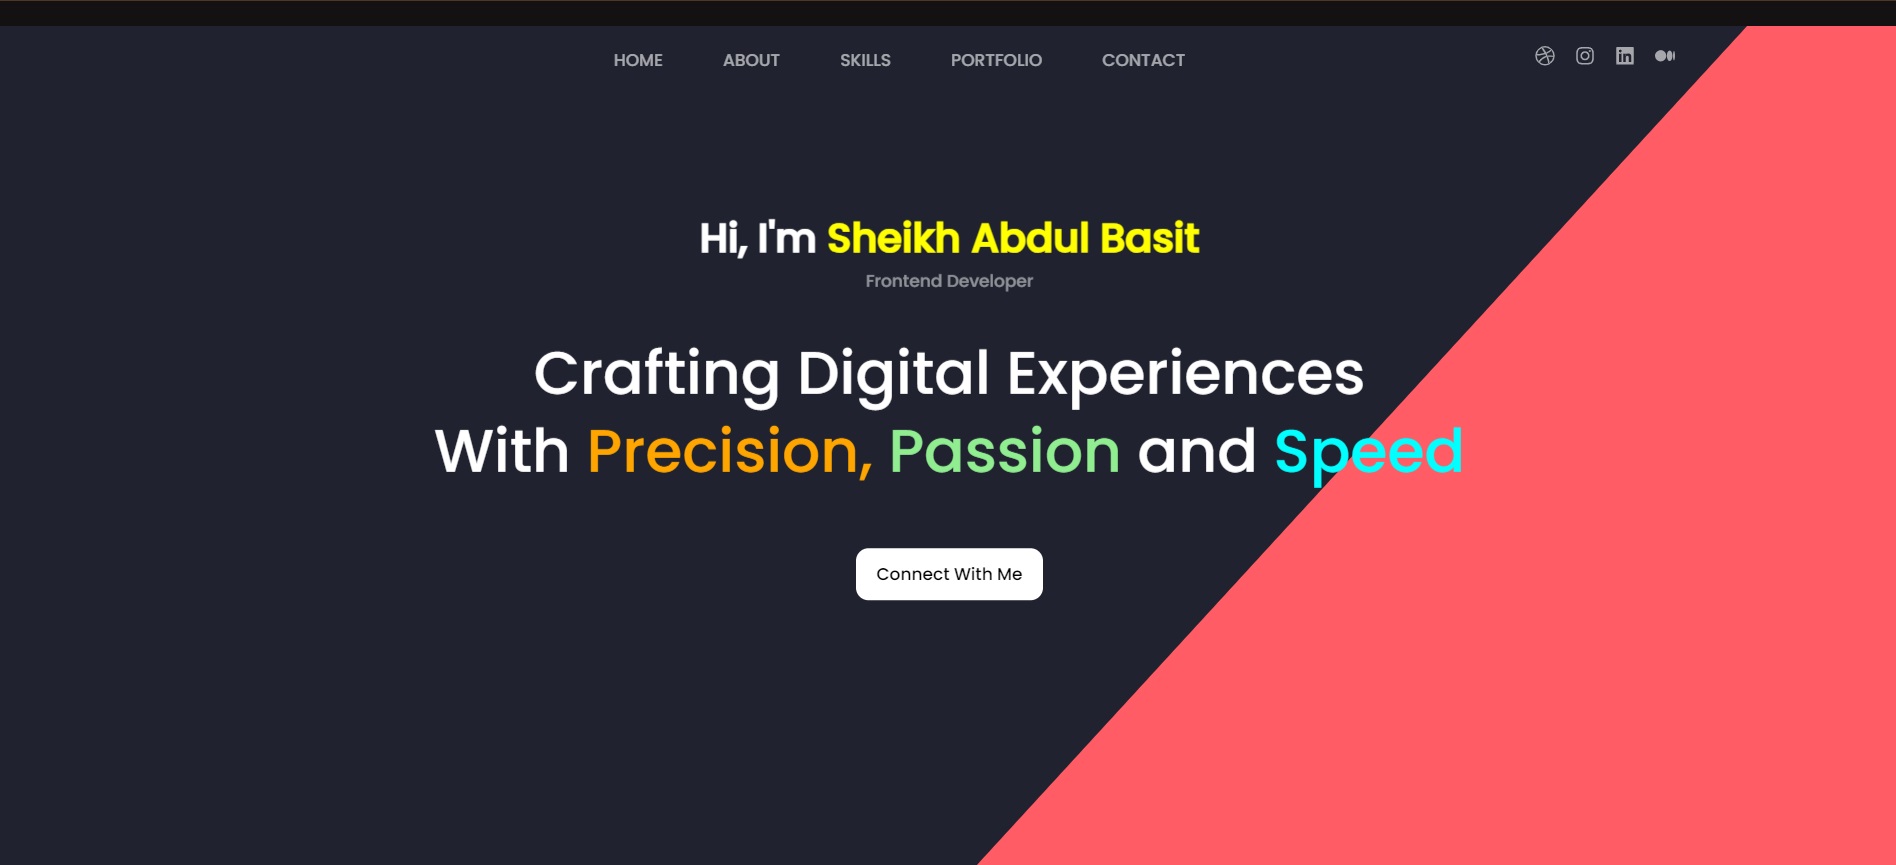 HOME ABOUT SKILLS PORTFOLIO CONTACT
Hi, I'm Sheikh Abdul Basit
Frontend Developer
Crafting Digital Experiences
With Precision, Passion and Speed
Connect With Me